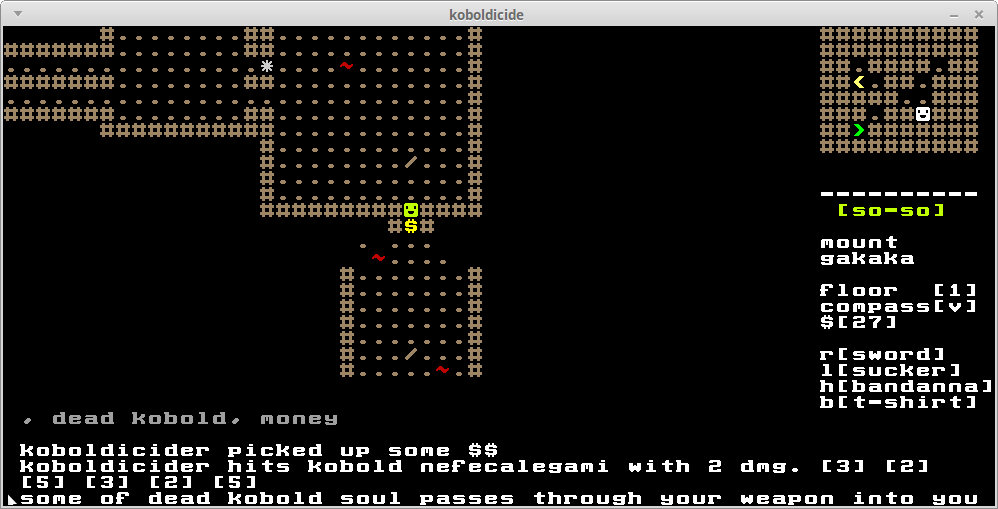 koboldicide
[so-so]
mount
gakaka
floor [1]
compass[v]
$[27]
r[sword]
l[sucker]
h[bandanna]
b[t-shirt]
, dead kobold, money
koboldicider picked up some $$
koboldicider hits kobold nefecalegami with 2 dmg. [3] [2]
[5] [3] [2] [5]
some of dead kobold soul passes through your weapon into you